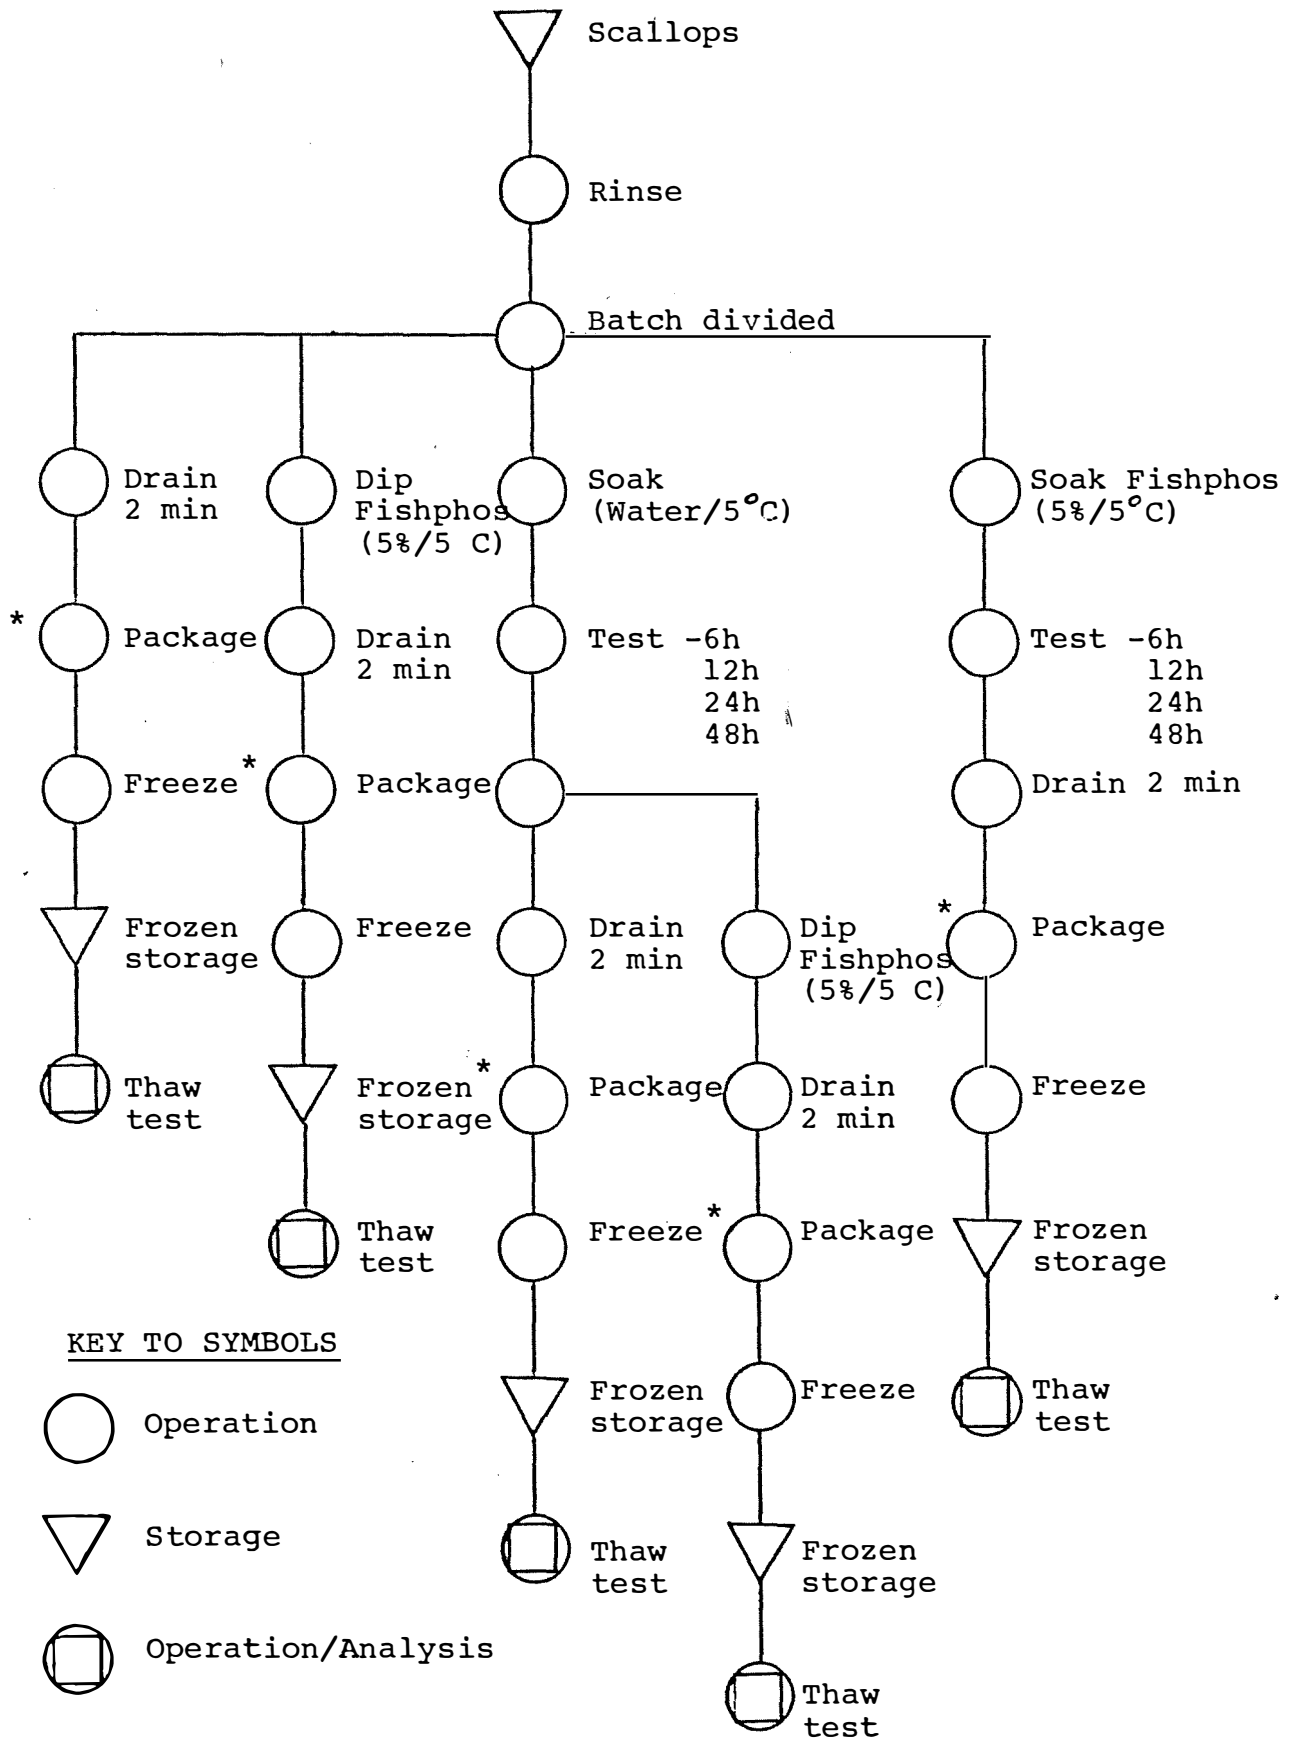 Scallops
Rinse
Batch divided
Drain
2 min
* Package
Freeze
Frozen
storage
Thaw
test
Dip
Fishphos
(5%/5 C)
Drain
2 min
* Package
Freeze
Frozen
storage
Thaw
test
Soak
(Water/5°C)
Test -6h
12h
24h
48h
Drain
2 min
* Package
Freeze
Frozen
storage
Thaw
test
Dip
Fishphos
(5%/5 C)
Drain
2 min
* Package
Freeze
Frozen
storage
Thaw
test
Soak Fishphos
(5%/5°C)
Test -6h
12h
24h
48h
Drain 2 min
* Package
Freeze
Frozen
storage
Thaw
test
KEY TO SYMBOLS
Operation
Storage
Operation/Analysis